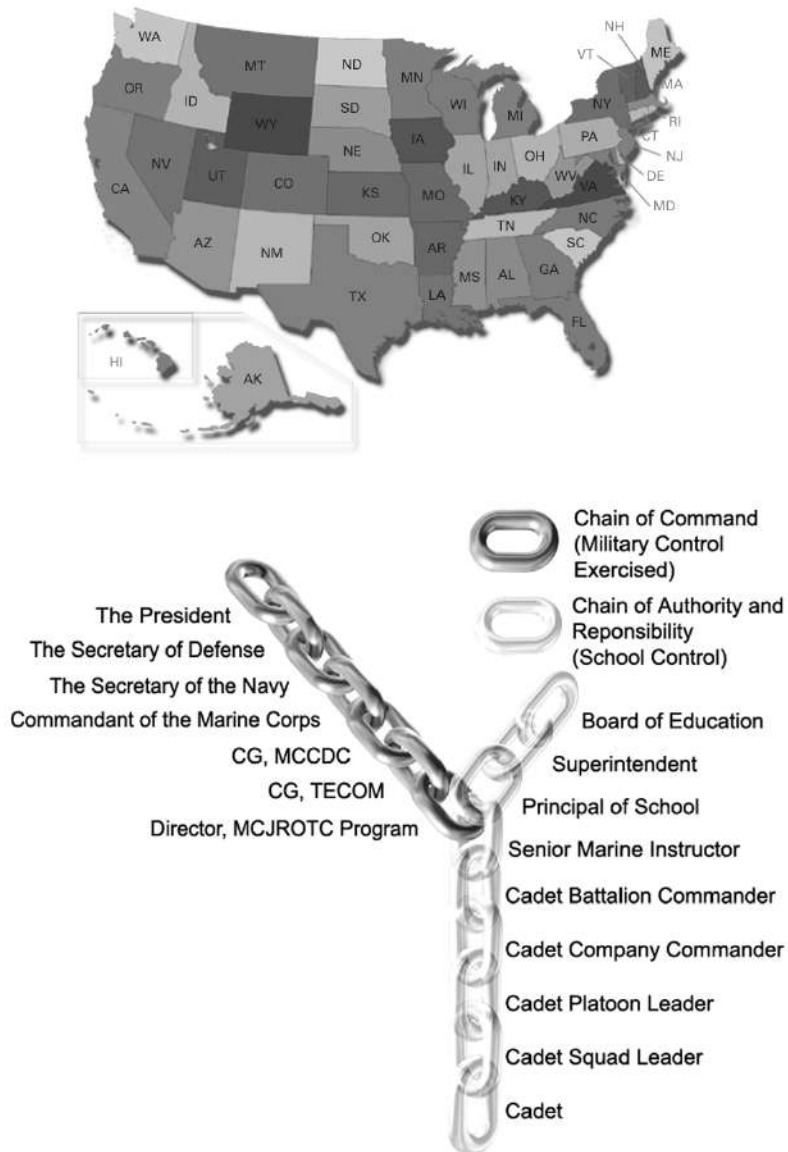 WA
MT
ND
MN
VT
NH
ME
OR
ID
WY
SD
WI
MI
NY
MA
RI
CT
NJ
DE
MD
CA
NV
UT
CO
NE
KS
IA
MO
IL
IN
OH
PA
WV
VA
KY
AZ
NM
OK
AR
TN
NC
SC
TX
LA
MS
AL
GA
FL
HI
AK
Chain of Command
(Military Control
Exercised)
Chain of Authority and
Reponsibility
(School Control)
The President
The Secretary of Defense
The Secretary of the Navy
Commandant of the Marine Corps
CG, MCCDC
CG, TECOM
Director, MCJROTC Program
Board of Education
Superintendent
Principal of School
Senior Marine Instructor
Cadet Battalion Commander
Cadet Company Commander
Cadet Platoon Leader
Cadet Squad Leader
Cadet